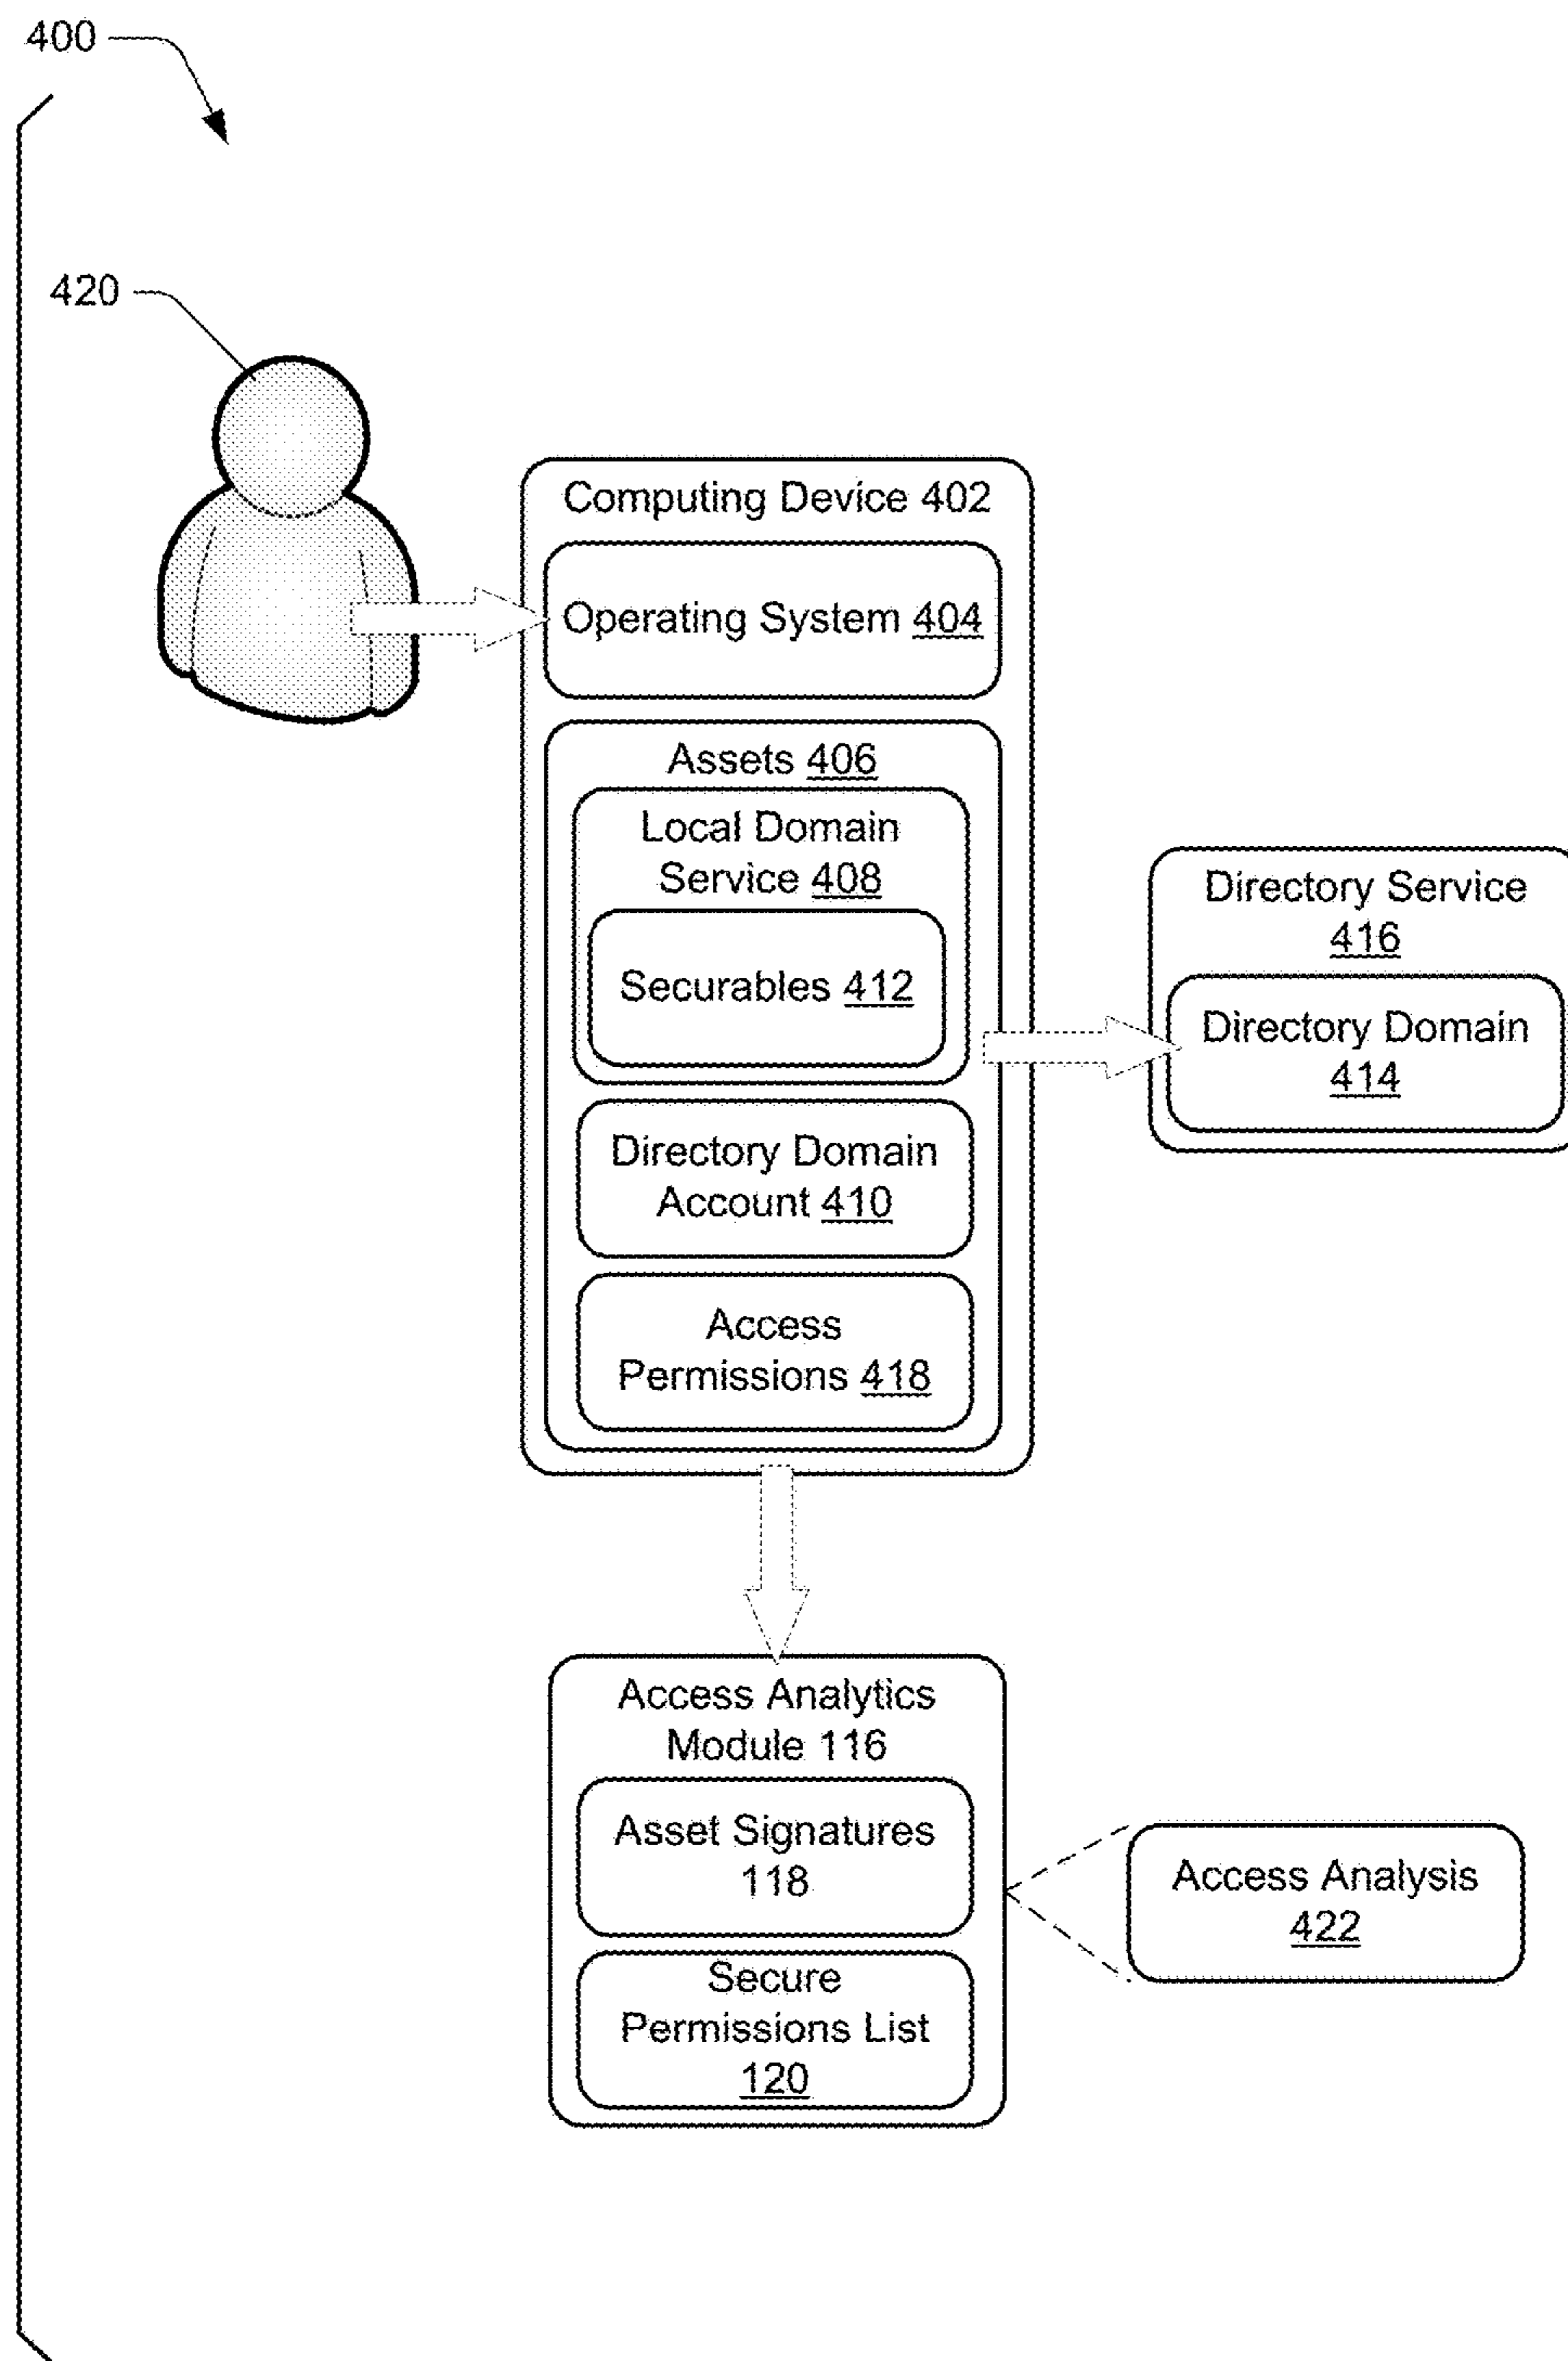 400
420
Computing Device 402
Operating System 404
Assets 406
Local Domain
Service 408
Securables 412
Directory Domain
Account 410
Access
Permissions 418
Directory Service
416
Directory Domain
414
Access Analytics
Module 116
Asset Signatures
118
Secure
Permissions List
120
Access Analysis
422